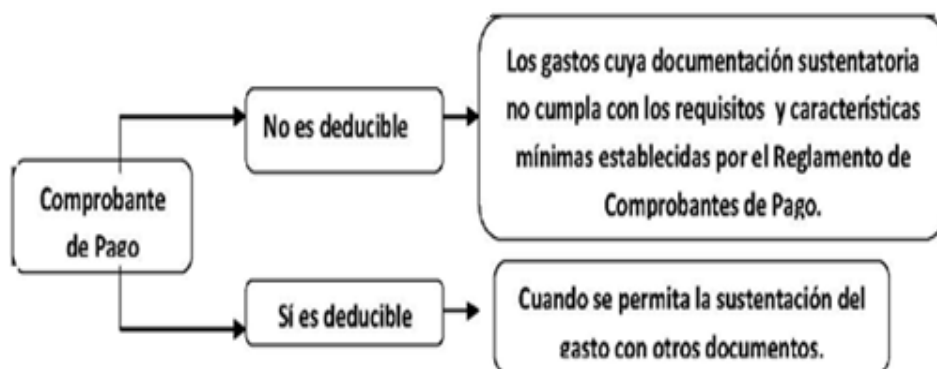 Comprobante
de Pago
No es deducible
Los gastos cuya documentación sustentatoria
no cumpla con los requisitos y características
mínimas establecidas por el Reglamento de
Comprobantes de Pago.
Sí es deducible
Cuando se permita la sustentación del
gasto con otros documentos.